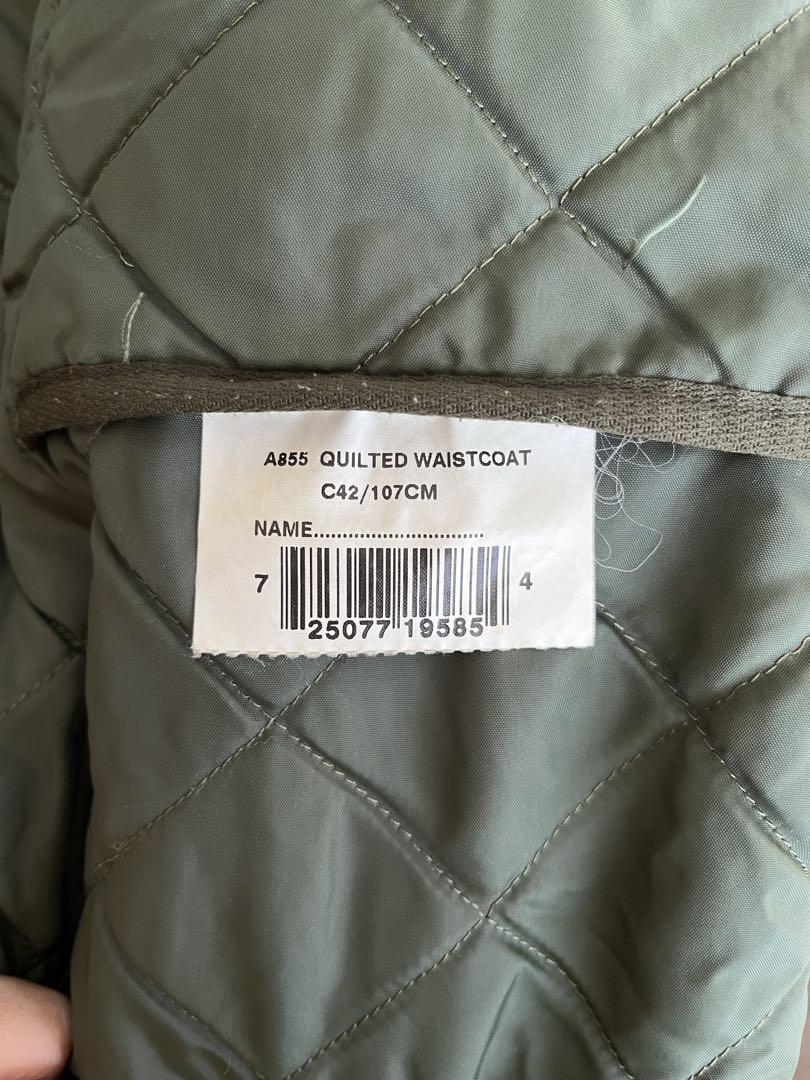 A855 QUILTED WAISTCOAT
C42/107CM
NAME..............................
7 25077 19585 4